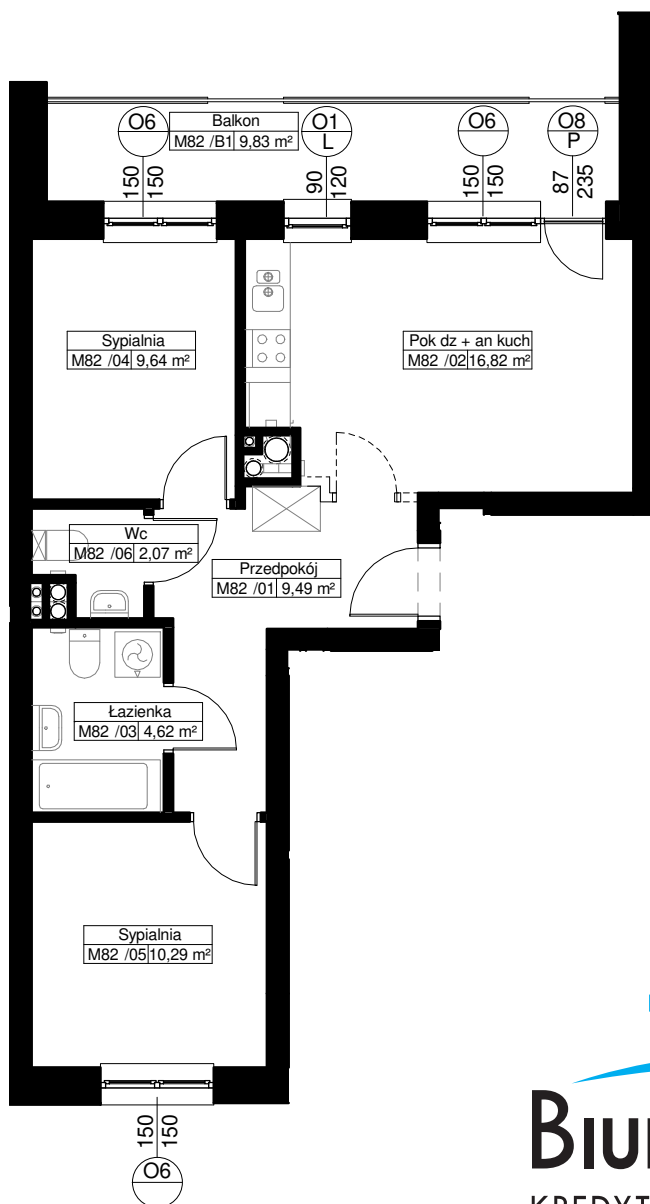 O6
Balkon
M82 /B1 9,83 m²
O1
L
O6
O8
P
150
150
90
120
150
150
87
235
Sypialnia
M82 /04 9,64 m²
Pok dz + an kuch
M82 /02 16,82 m²
Wc
M82 /06 2,07 m²
Przedpokój
M82 /01 9,49 m²
Łazienka
M82 /03 4,62 m²
Sypialnia
M82 /05 10,29 m²
150
150
O6
BIU
KREDYT